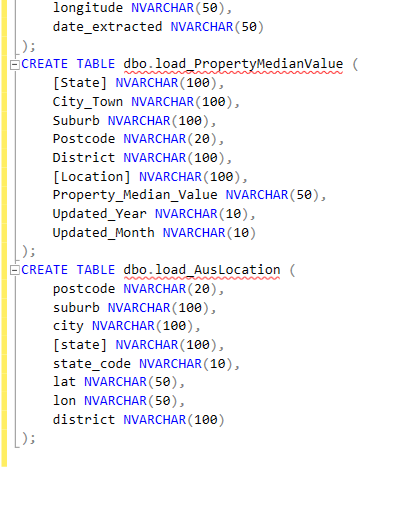 longitude NVARCHAR(50),
date_extracted NVARCHAR(50)
);
CREATE TABLE dbo.load_PropertyMedianValue (
[State] NVARCHAR(100),
City_Town NVARCHAR(100),
Suburb NVARCHAR(100),
Postcode NVARCHAR(20),
District NVARCHAR(100),
[Location] NVARCHAR(100),
Property_Median_Value NVARCHAR(50),
Updated_Year NVARCHAR(10),
Updated_Month NVARCHAR(10)
);
CREATE TABLE dbo.load_AusLocation (
postcode NVARCHAR(20),
suburb NVARCHAR(100),
city NVARCHAR(100),
[state] NVARCHAR(100),
state_code NVARCHAR(10),
lat NVARCHAR(50),
lon NVARCHAR(50),
district NVARCHAR(100)
);